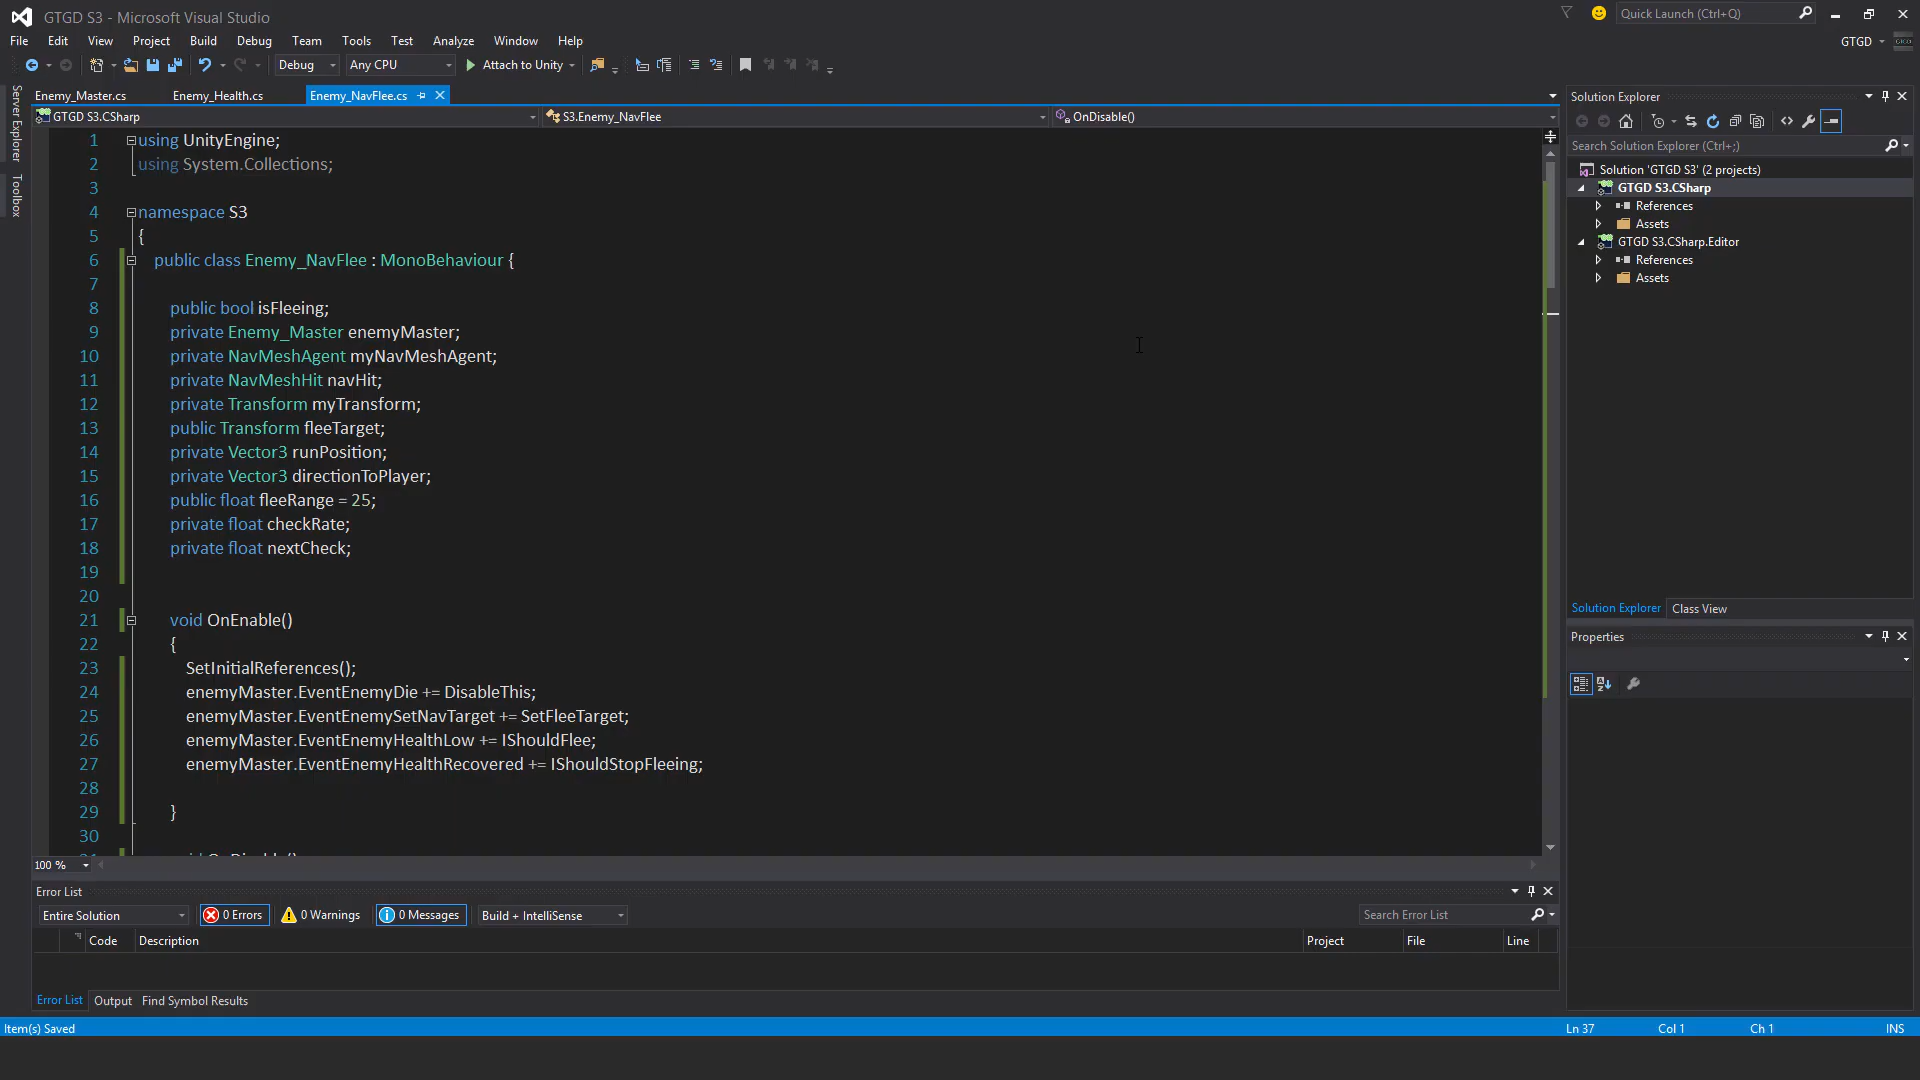 GTGD S3 - Microsoft Visual Studio
Quick Launch (Ctrl+Q)
File Edit View Project Build Debug Team Tools Test Analyze Window Help
GTGD
Debug Any CPU Attach to Unity
Server Explorer
Toolbox
Enemy_Master.cs Enemy_Health.cs Enemy_NavFlee.cs
GTGD S3.CSharp S3.Enemy_NavFlee OnDisable()
1 using UnityEngine;
2 using System.Collections;
3
4 namespace S3
5 {
6 public class Enemy_NavFlee : MonoBehaviour {
7
8 public bool isFleeing;
9 private Enemy_Master enemyMaster;
10 private NavMeshAgent myNavMeshAgent;
11 private NavMeshHit navHit;
12 private Transform myTransform;
13 public Transform fleeTarget;
14 private Vector3 runPosition;
15 private Vector3 directionToPlayer;
16 public float fleeRange = 25;
17 private float checkRate;
18 private float nextCheck;
19
20
21 void OnEnable()
22 {
23 SetInitialReferences();
24 enemyMaster.EventEnemyDie += DisableThis;
25 enemyMaster.EventEnemySetNavTarget += SetFleeTarget;
26 enemyMaster.EventEnemyHealthLow += IShouldFlee;
27 enemyMaster.EventEnemyHealthRecovered += IShouldStopFleeing;
28
29 }
30
100 %
Solution Explorer
Search Solution Explorer (Ctrl+;)
Solution 'GTGD S3' (2 projects)
GTGD S3.CSharp
References
Assets
GTGD S3.CSharp.Editor
References
Assets
Solution Explorer Class View
Properties
Error List
Entire Solution 0 Errors 0 Warnings 0 Messages Build + IntelliSense Search Error List
Code Description Project File Line
Error List Output Find Symbol Results
Item(s) Saved Ln 37 Col 1 Ch 1 INS